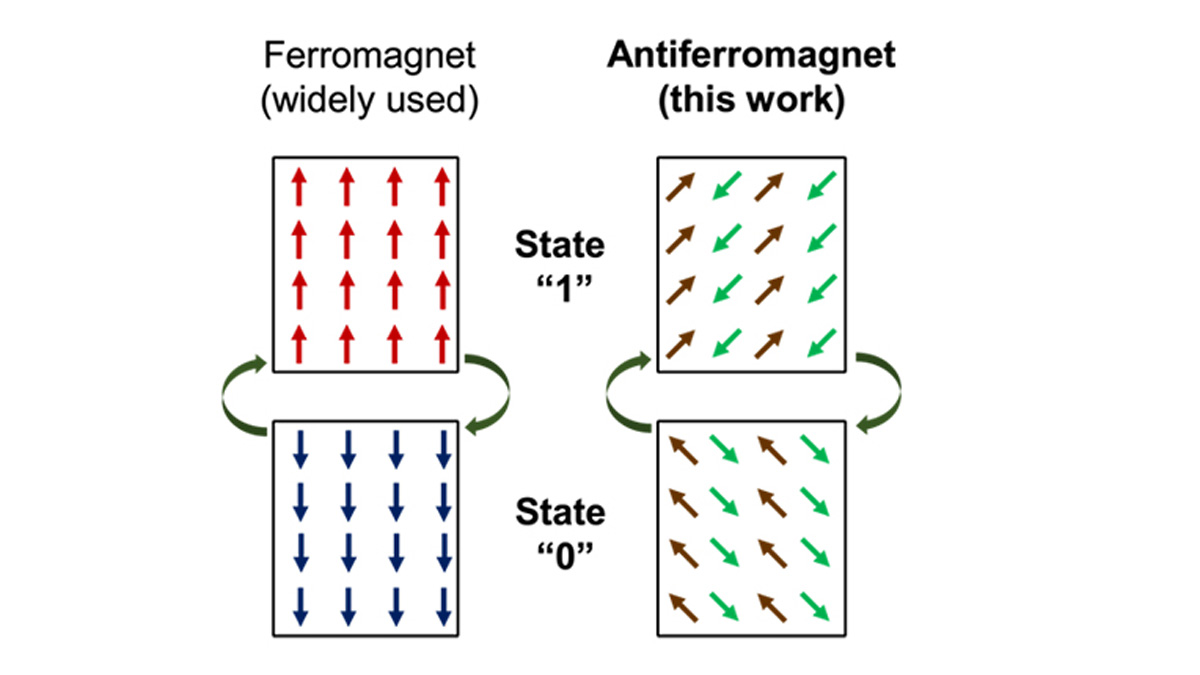 Ferromagnet
(widely used)
Antiferromagnet
(this work)
State
“1”
State
“0”